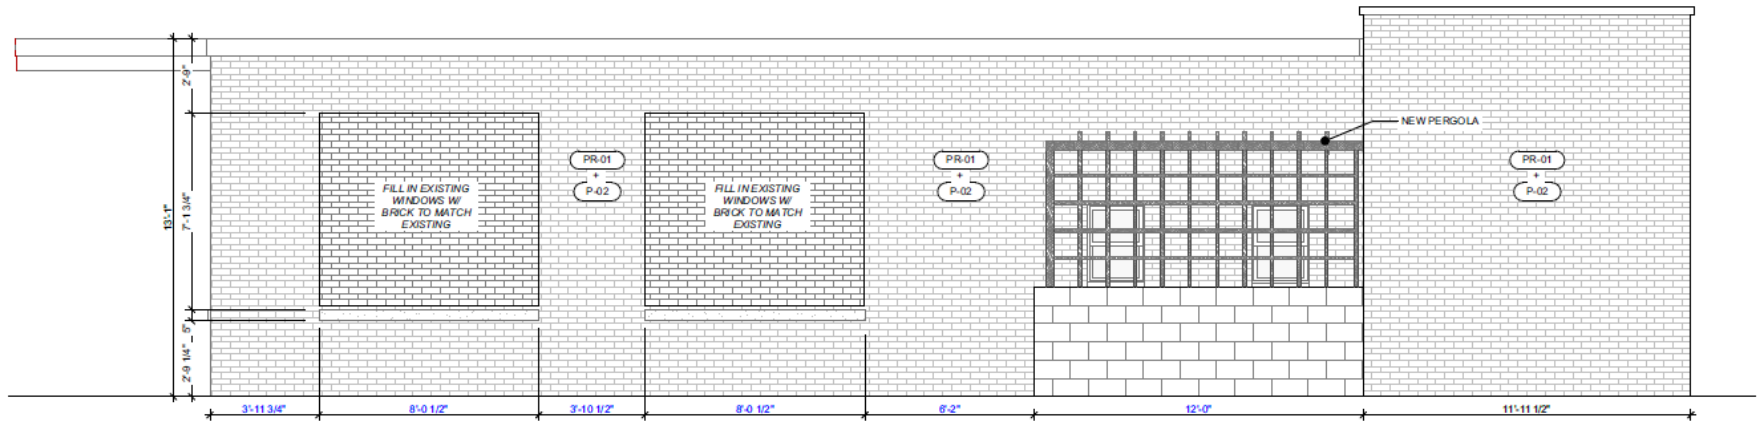 NEW PERGOLA
PR-01
+
P-02
PR-01
+
P-02
PR-01
+
P-02
FILL IN EXISTING
WINDOWS W/
BRICK TO MATCH
EXISTING
FILL IN EXISTING
WINDOWS W/
BRICK TO MATCH
EXISTING
13'-1"
2'-9"
7'-1 3/4"
5"
2'-9 1/4"
3'-11 3/4"
8'-0 1/2"
3'-10 1/2"
8'-0 1/2"
6'-2"
12'-0"
11'-11 1/2"